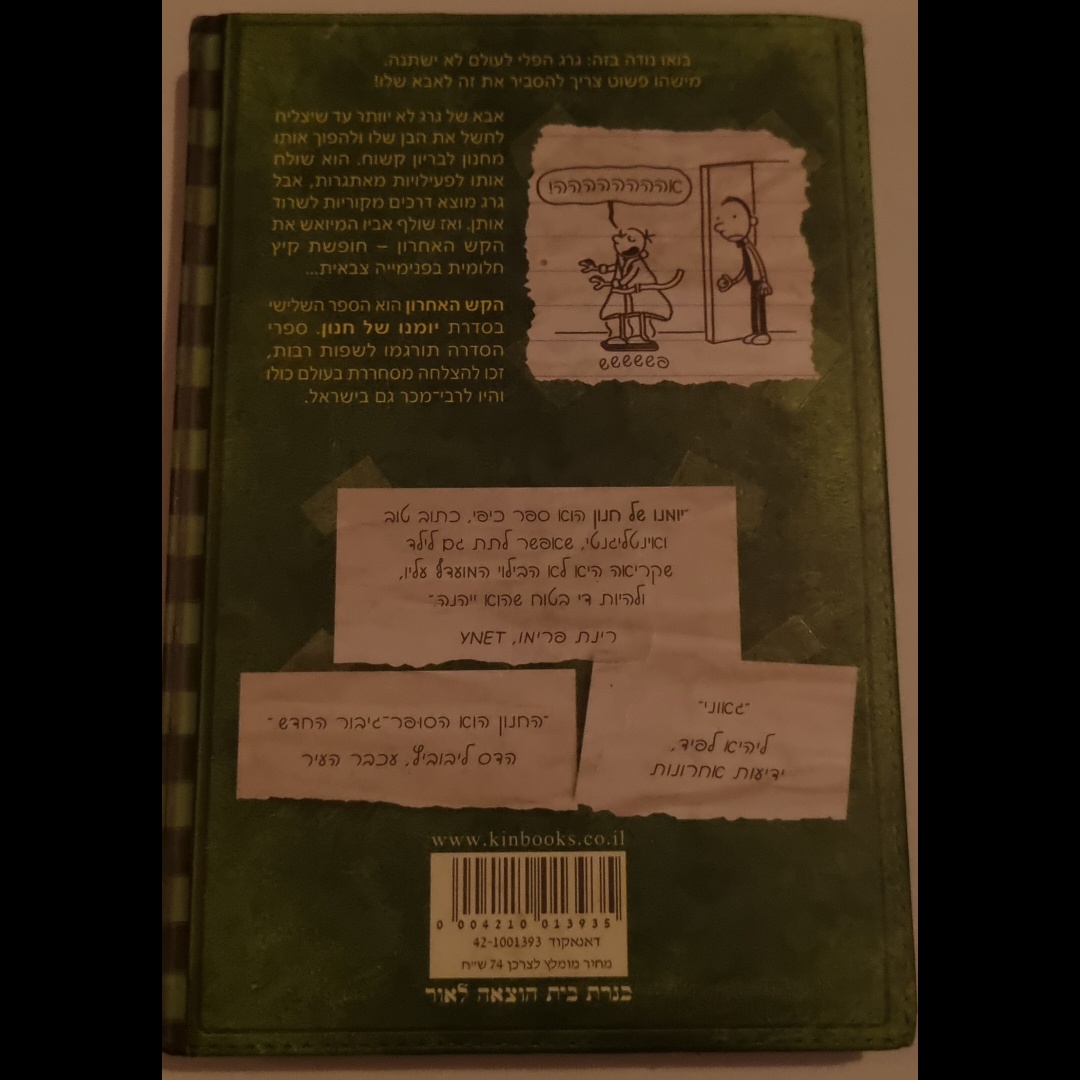 בואו נודה בזה: גרג הפלי לעולם לא ישתנה.
מישהו פשוט צריך להסביר את זה לאבא שלו!
אבא של גרג לא יוותר עד שיצליח
לחשל את הבן שלו ולהפוך אותו
מחנון לבריון קשוח. הוא שולח
אותו לפעילויות מאתגרות, אבל
גרג מוצא דרכים מקוריות לשרוד
אותן. ואז שולף אביו המיואש את
הקש האחרון – חופשת קיץ
חלומית בפנימייה צבאית...
הקש האחרון הוא הספר השלישי
בסדרת יומנו של חנון. ספרי
הסדרה תורגמו לשפות רבות,
זכו להצלחה מסחררת בעולם כולו
והיו לרבי־מכר גם בישראל.
אההההההההה!
פששששש
"יומנו של חנון הוא ספר כיפי, כתוב טוב
ואינטליגנטי, שאפשר לתת גם לילד
שקריאה היא לא הבילוי המועדף עליו,
ולהיות די בטוח שהוא ייהנה."
רינת פרימו, YNET
"גאוני"
ליהיא לפיד,
ידיעות אחרונות
"החנון הוא הסופר־גיבור החדש"
הדס ליבוביץ, עכבר העיר
www.kinbooks.co.il
0 004210 013935
דאנאקוד 42-1001393
מחיר מומלץ לצרכן 74 ש״ח
כנרת בית הוצאה לאור